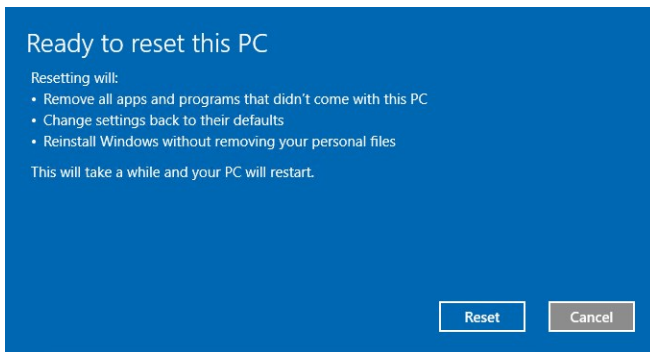 Ready to reset this PC
Resetting will:
• Remove all apps and programs that didn't come with this PC
• Change settings back to their defaults
• Reinstall Windows without removing your personal files
This will take a while and your PC will restart.
Reset
Cancel